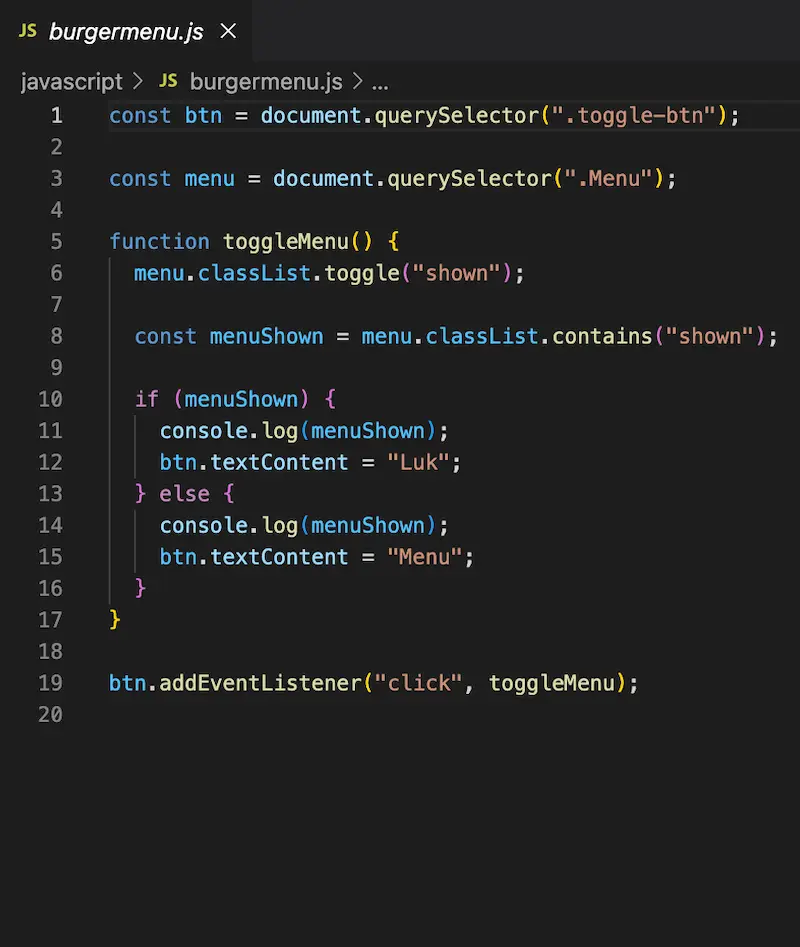 JS burgermenu.js ×
javascript > JS burgermenu.js > ...
1 const btn = document.querySelector(".toggle-btn");
2
3 const menu = document.querySelector(".Menu");
4
5 function toggleMenu() {
6   menu.classList.toggle("shown");
7
8   const menuShown = menu.classList.contains("shown");
9
10   if (menuShown) {
11     console.log(menuShown);
12     btn.textContent = "Luk";
13   } else {
14     console.log(menuShown);
15     btn.textContent = "Menu";
16   }
17 }
18
19 btn.addEventListener("click", toggleMenu);
20